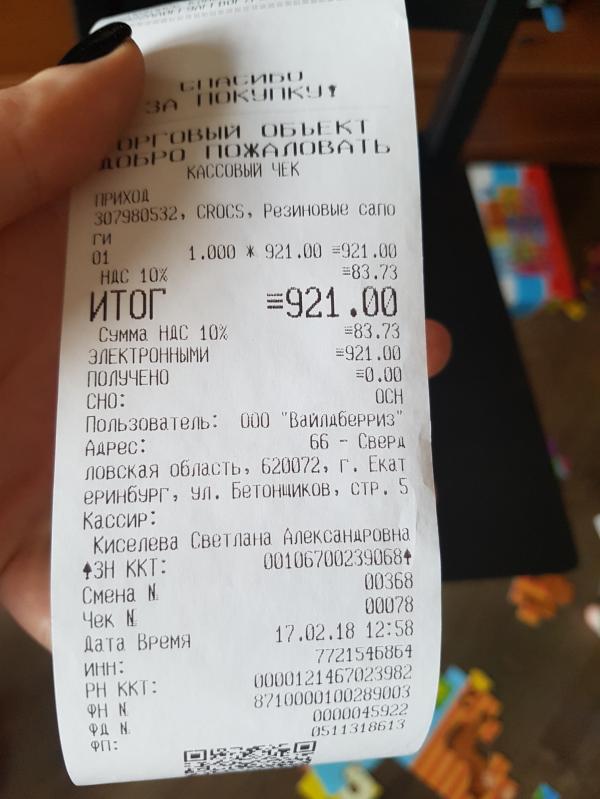 СПАСИБО
ЗА ПОКУПКУ!
ТОРГОВЫЙ ОБЪЕКТ
ДОБРО ПОЖАЛОВАТЬ
КАССОВЫЙ ЧЕК
ПРИХОД
307980532, CROCS, Резиновые сапо
ги
01 1.000 * 921.00 =921.00
НДС 10% =83.73
ИТОГ =921.00
Сумма НДС 10% =83.73
ЭЛЕКТРОННЫМИ =921.00
ПОЛУЧЕНО =0.00
СНО: ОСН
Пользователь: ООО "Вайлдберриз"
Адрес: 66 - Сверд
ловская область, 620072, г. Екат
еринбург, ул. Бетонщиков, стр. 5
Кассир:
Киселева Светлана Александровна
ЗН ККТ: 00106700239068
Смена № 00368
Чек № 00078
Дата Время 17.02.18 12:58
ИНН: 7721546864
РН ККТ: 0000121467023982
ФН № 8710000100289003
ФД № 0000045922
ФП: 0511318613